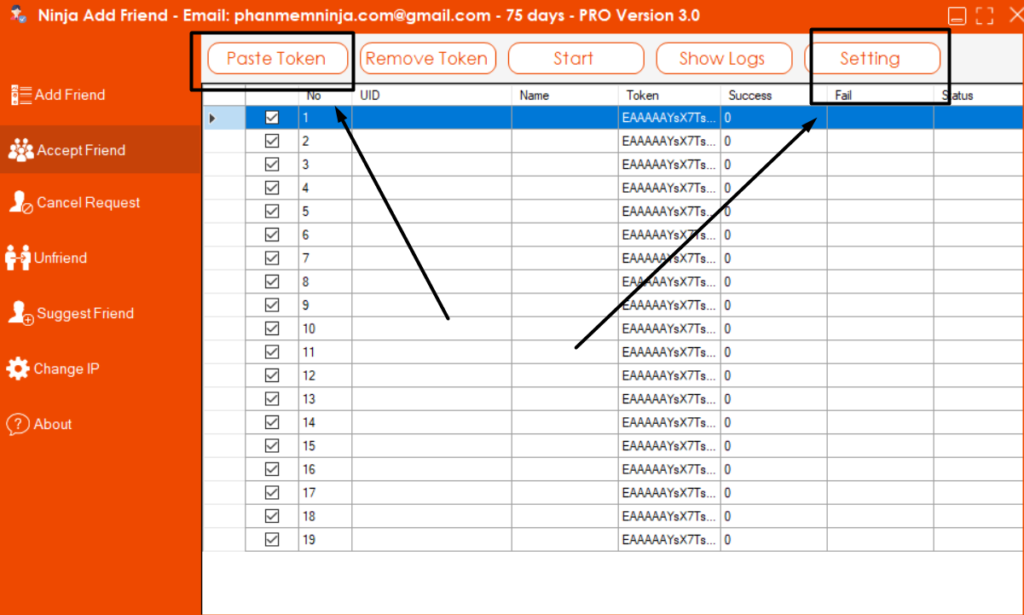 Ninja Add Friend - Email: phanmemninja.com@gmail.com - 75 days - PRO Version 3.0
Paste Token Remove Token Start Show Logs Setting
Add Friend
Accept Friend
Cancel Request
Unfriend
Suggest Friend
Change IP
About
No UID Name Token Success Fail Status
1 EAAAAAYsX7Ts... 0
2 EAAAAAYsX7Ts... 0
3 EAAAAAYsX7Ts... 0
4 EAAAAAYsX7Ts... 0
5 EAAAAAYsX7Ts... 0
6 EAAAAAYsX7Ts... 0
7 EAAAAAYsX7Ts... 0
8 EAAAAAYsX7Ts... 0
9 EAAAAAYsX7Ts... 0
10 EAAAAAYsX7Ts... 0
11 EAAAAAYsX7Ts... 0
12 EAAAAAYsX7Ts... 0
13 EAAAAAYsX7Ts... 0
14 EAAAAAYsX7Ts... 0
15 EAAAAAYsX7Ts... 0
16 EAAAAAYsX7Ts... 0
17 EAAAAAYsX7Ts... 0
18 EAAAAAYsX7Ts... 0
19 EAAAAAYsX7Ts... 0